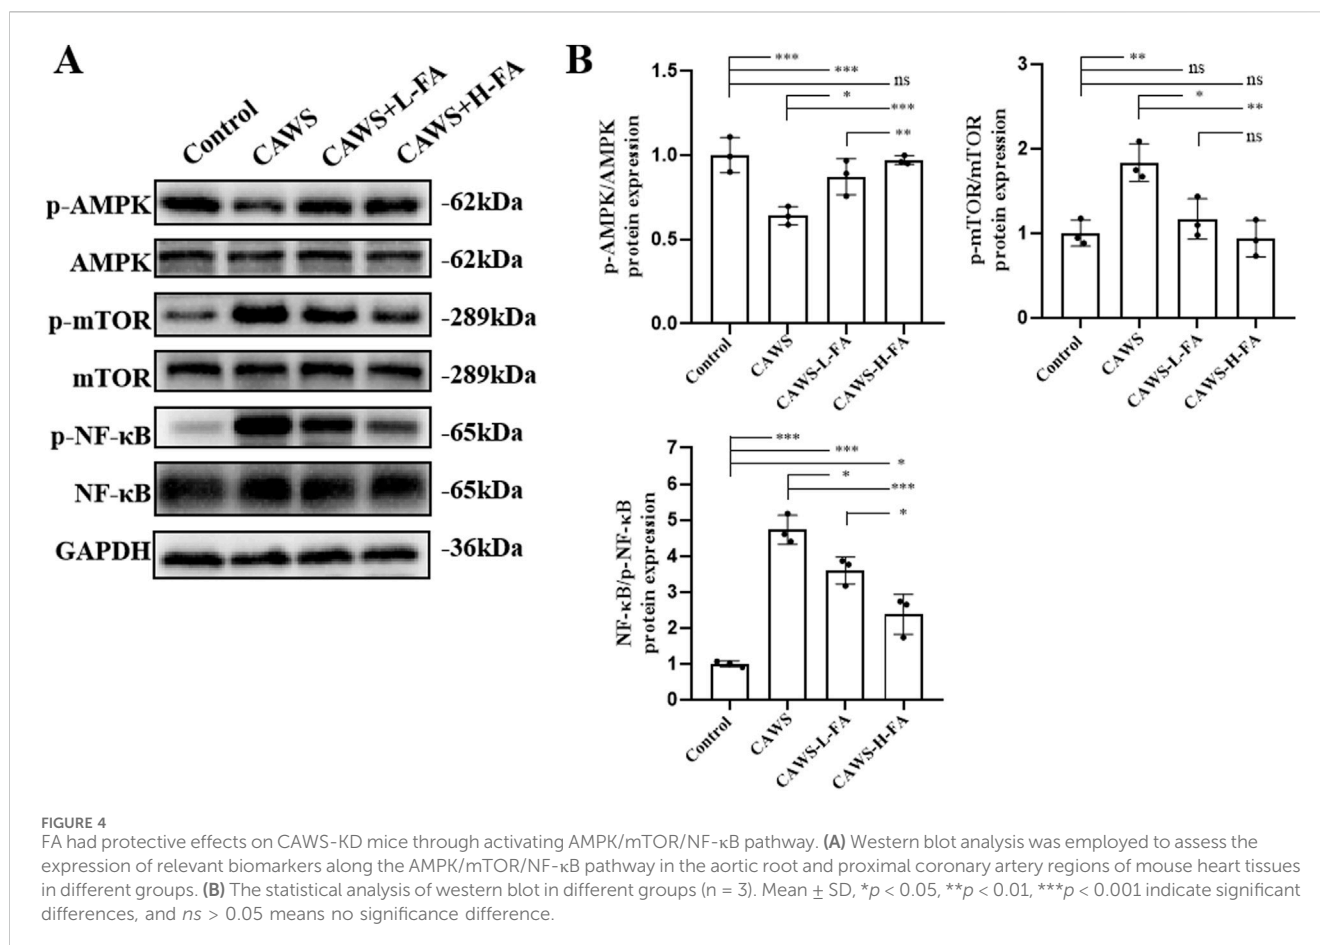 A
Control
CAWS
CAWS+L-FA
CAWS+H-FA
p-AMPK
-62kDa
AMPK
-62kDa
p-mTOR
-289kDa
mTOR
-289kDa
p-NF-κB
-65kDa
NF-κB
-65kDa
GAPDH
-36kDa
B
p-AMPK/AMPK
protein expression
1.5
1.0
0.5
0.0
***
***
ns
*
***
**
Control
CAWS
CAWS-L-FA
CAWS-H-FA
p-mTOR/mTOR
protein expression
3
2
1
0
**
ns
ns
*
**
ns
Control
CAWS
CAWS-L-FA
CAWS-H-FA
NF-κB/p-NF-κB
protein expression
7
6
5
4
3
2
1
0
***
***
*
*
***
*
Control
CAWS
CAWS-L-FA
CAWS-H-FA
FIGURE 4
FA had protective effects on CAWS-KD mice through activating AMPK/mTOR/NF-κB pathway. (A) Western blot analysis was employed to assess the
expression of relevant biomarkers along the AMPK/mTOR/NF-κB pathway in the aortic root and proximal coronary artery regions of mouse heart tissues
in different groups. (B) The statistical analysis of western blot in different groups (n = 3). Mean ± SD, *p < 0.05, **p < 0.01, ***p < 0.001 indicate significant
differences, and ns > 0.05 means no significance difference.